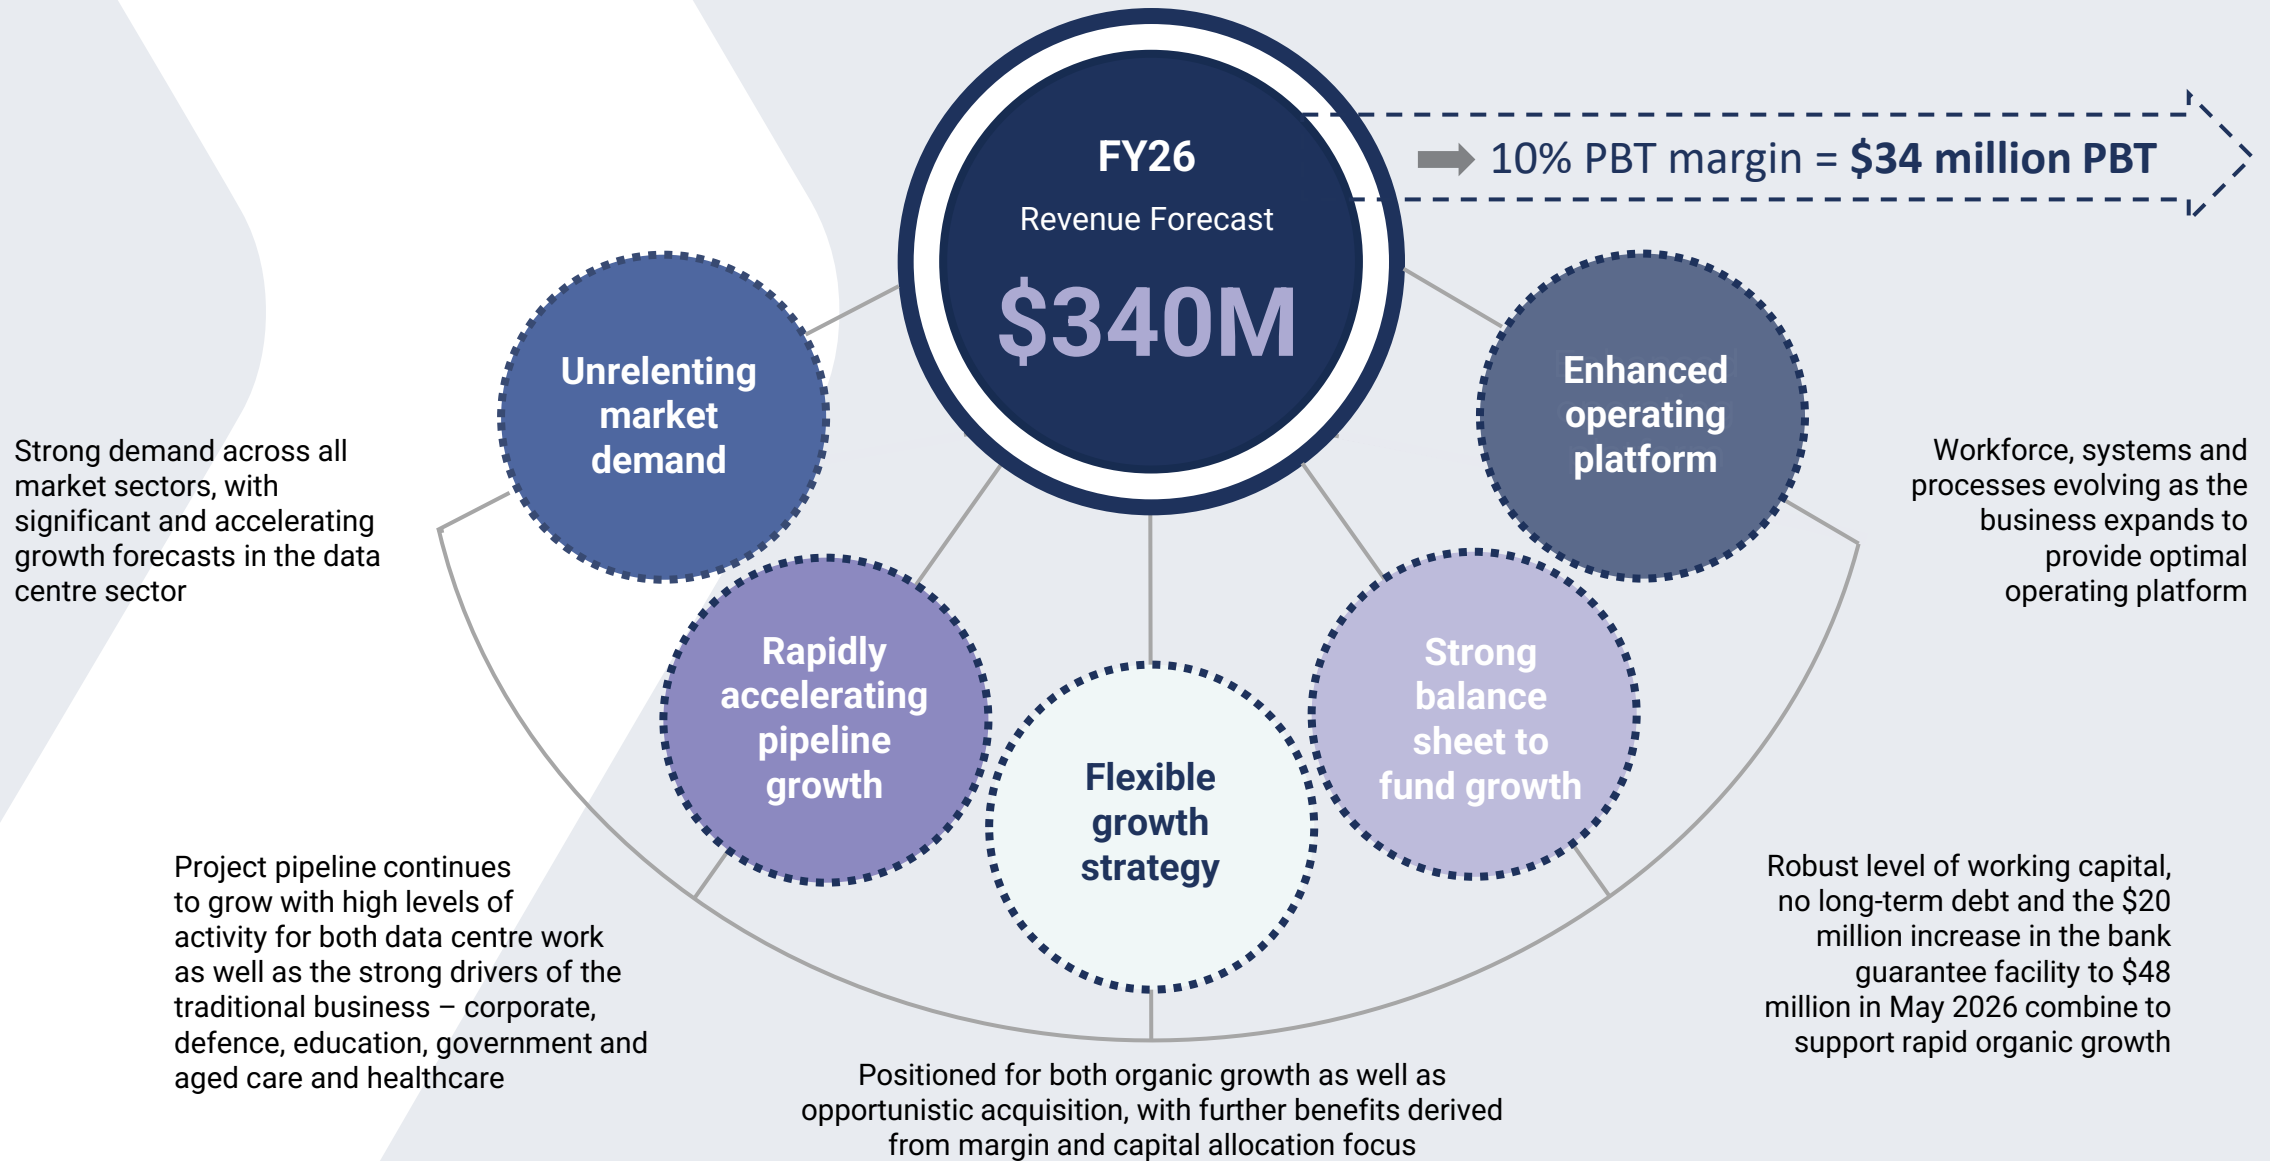 FY26
Revenue Forecast
$340M
10% PBT margin = $34 million PBT
Unrelenting
market
demand
Strong demand across all
market sectors, with
significant and accelerating
growth forecasts in the data
centre sector
Rapidly
accelerating
pipeline
growth
Project pipeline continues
to grow with high levels of
activity for both data centre work
as well as the strong drivers of the
traditional business – corporate,
defence, education, government and
aged care and healthcare
Flexible
growth
strategy
Positioned for both organic growth as well as
opportunistic acquisition, with further benefits derived
from margin and capital allocation focus
Strong
balance
sheet to
fund growth
Robust level of working capital,
no long-term debt and the $20
million increase in the bank
guarantee facility to $48
million in May 2026 combine to
support rapid organic growth
Enhanced
operating
platform
Workforce, systems and
processes evolving as the
business expands to
provide optimal
operating platform